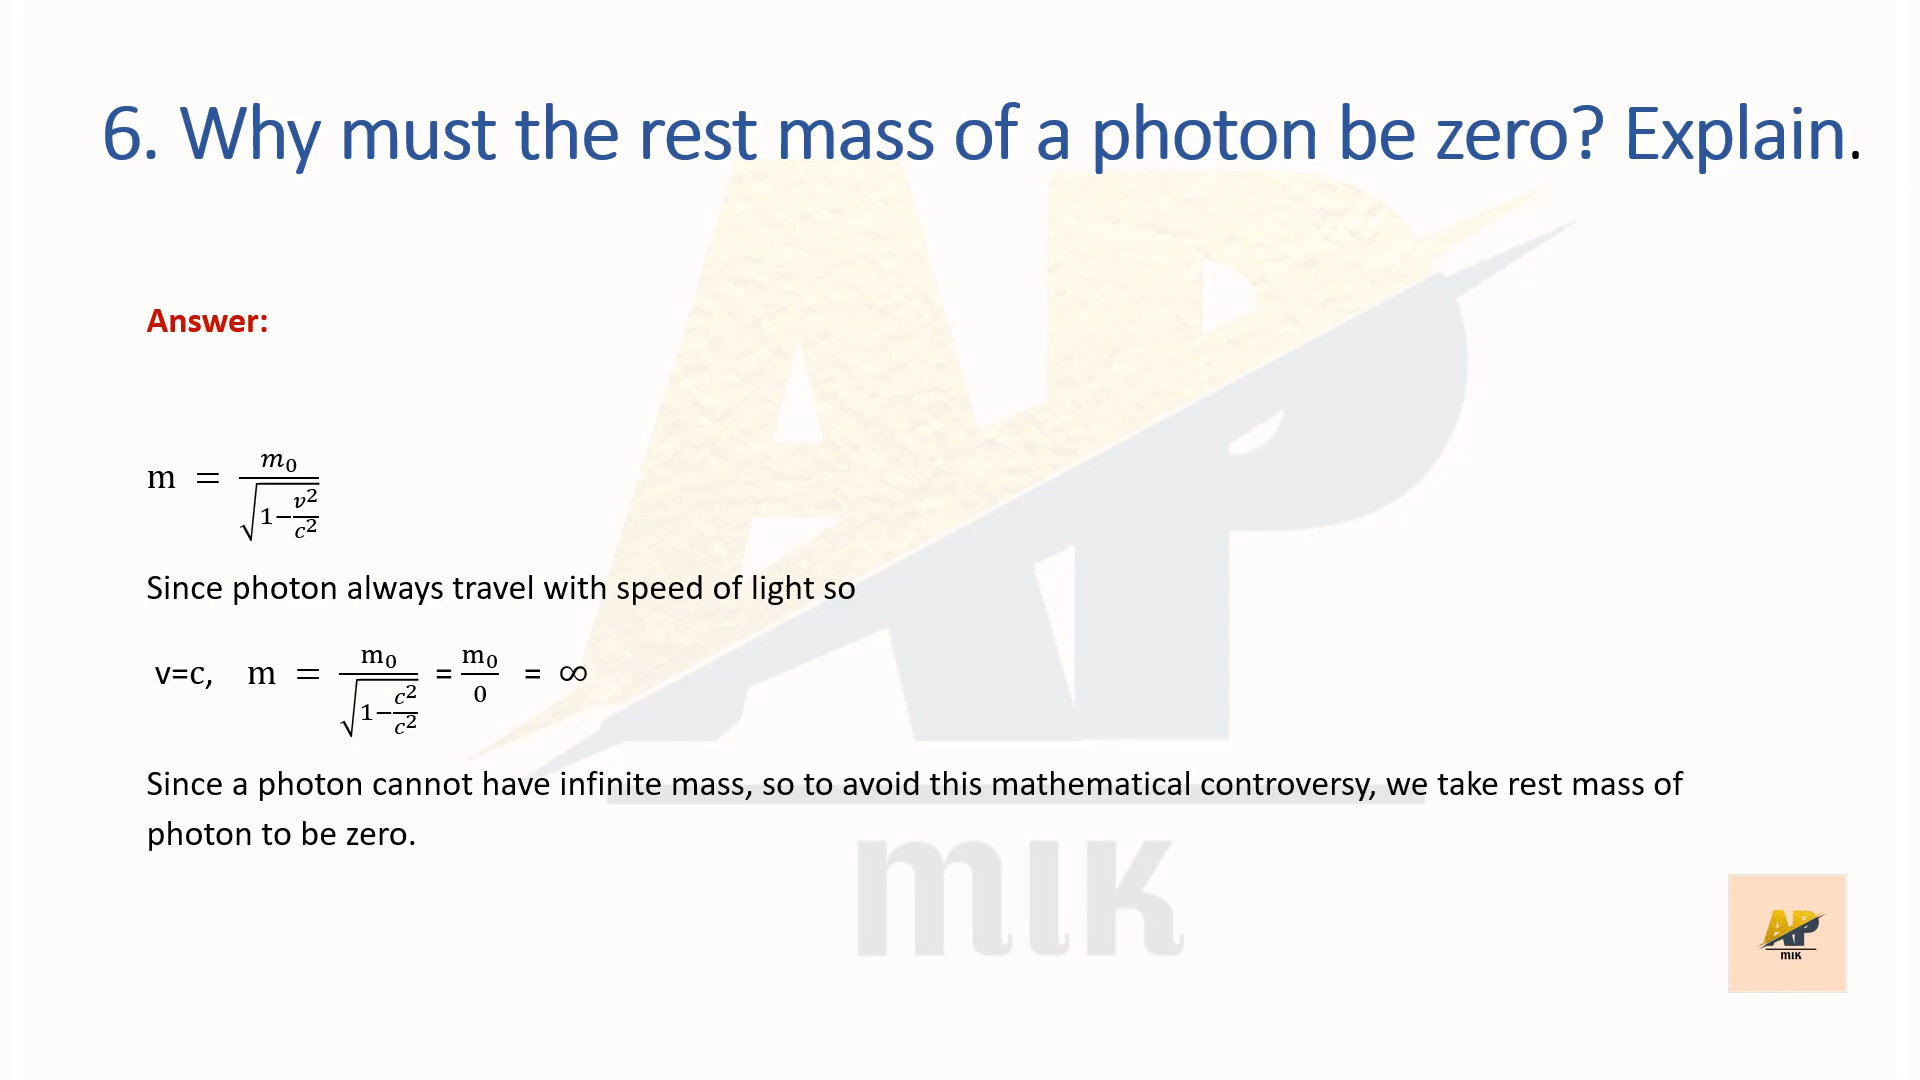 6. Why must the rest mass of a photon be zero? Explain.
Answer:
m = m₀/√(1−v²/c²)
Since photon always travel with speed of light so
v=c, m = m₀/√(1−c²/c²) = m₀/0 = ∞
Since a photon cannot have infinite mass, so to avoid this mathematical controversy, we take rest mass of
photon to be zero.
AP
mik
AP
mik